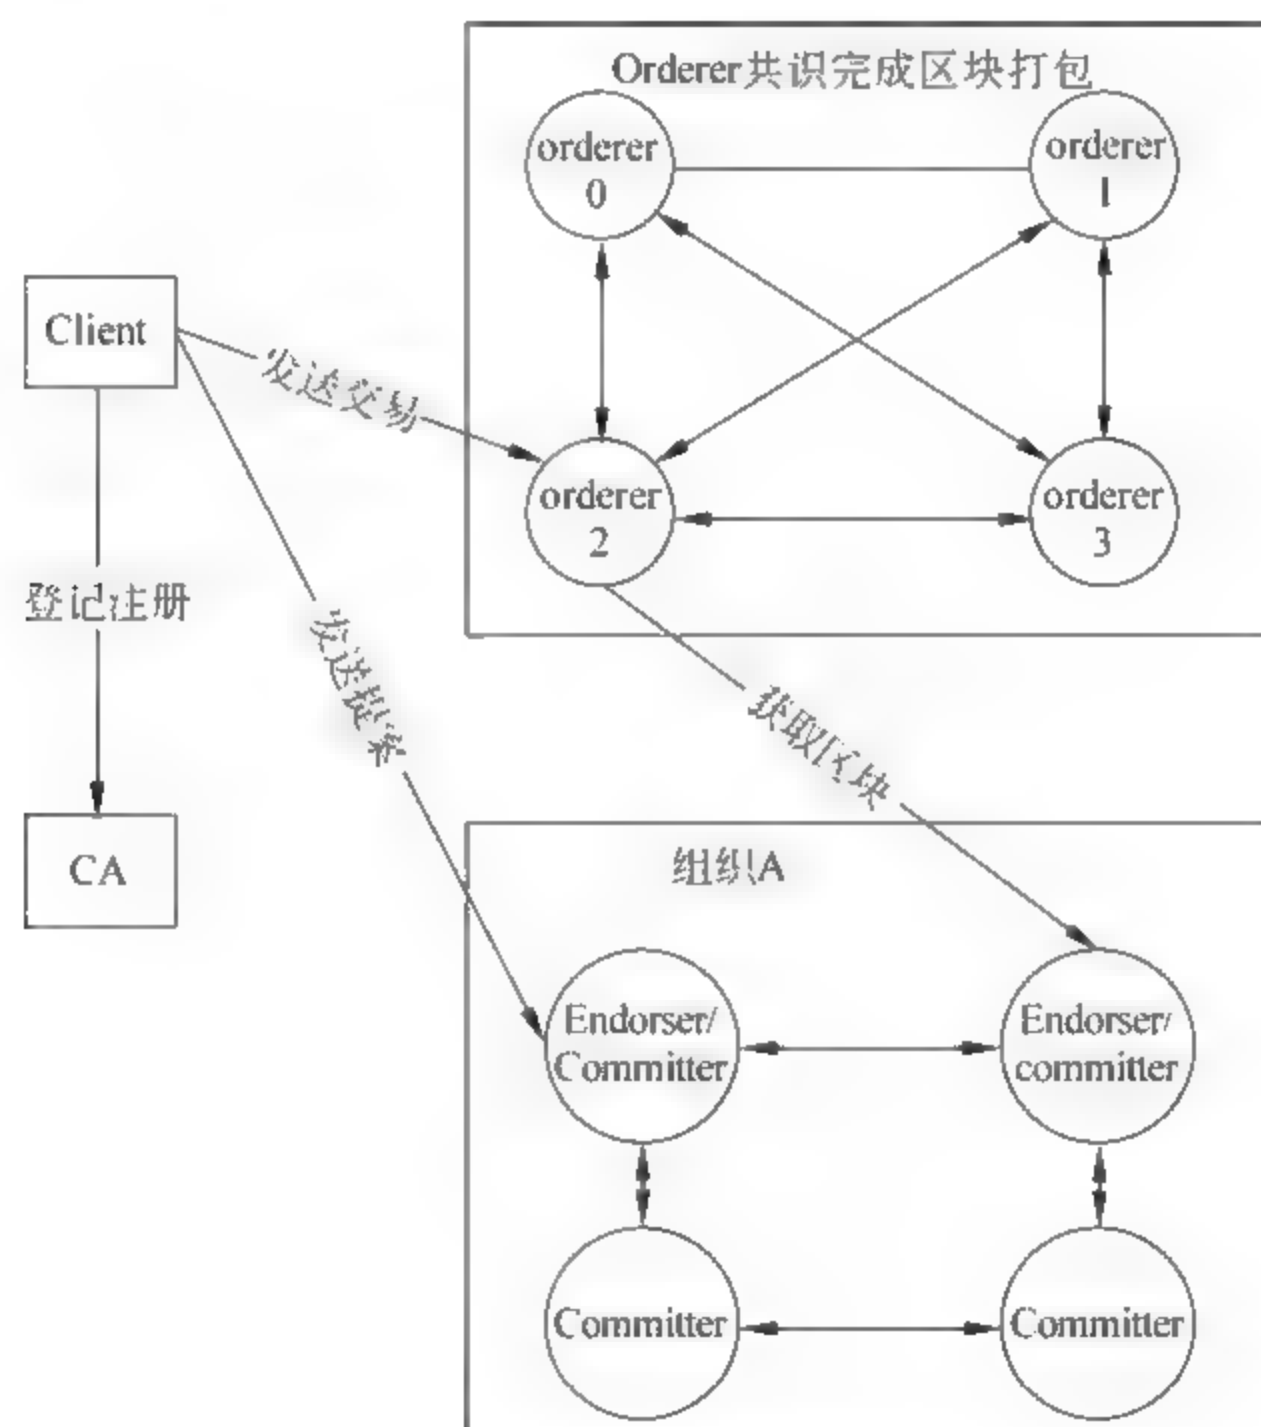 Orderer共识完成区块打包
orderer
0
orderer
1
Client
发送交易
orderer
2
orderer
3
登记注册
发送提案
获取区块
组织A
CA
Endorser/
Committer
Endorser/
committer
Committer
Committer